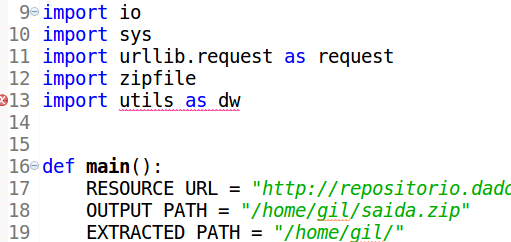 9 import io
10 import sys
11 import urllib.request as request
12 import zipfile
13 import utils as dw
14
15
16 def main():
17 RESOURCE URL = "http://repositorio.dado
18 OUTPUT PATH = "/home/gil/saida.zip"
19 EXTRACTED PATH = "/home/gil/"